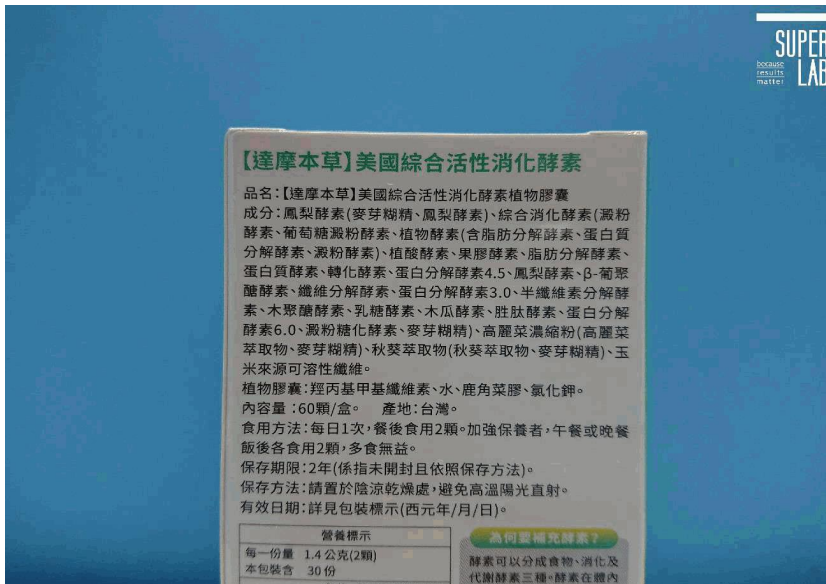 SUPER
because
results
matter
LAB
【達摩本草】美國綜合活性消化酵素
品名:【達摩本草】美國綜合活性消化酵素植物膠囊
成分:鳳梨酵素(麥芽糊精、鳳梨酵素)、綜合消化酵素(澱粉
酵素、葡萄糖澱粉酵素、植物酵素(含脂肪分解酵素、蛋白質
分解酵素、澱粉酵素)、植酸酵素、果膠酵素、脂肪分解酵素、
蛋白質酵素、轉化酵素、蛋白分解酵素4.5、鳳梨酵素、β-葡聚
醣酵素、纖維分解酵素、蛋白分解酵素3.0、半纖維素分解酵
素、木聚醣酵素、乳糖酵素、木瓜酵素、胜肽酵素、蛋白分解
酵素6.0、澱粉糖化酵素、麥芽糊精)、高麗菜濃縮粉(高麗菜
萃取物、麥芽糊精)、秋葵萃取物(秋葵萃取物、麥芽糊精)、玉
米來源可溶性纖維。
植物膠囊:羥丙基甲基纖維素、水、鹿角菜膠、氯化鉀。
內容量:60顆/盒。 產地:台灣。
食用方法:每日1次,餐後食用2顆。加強保養者,午餐或晚餐
飯後各食用2顆,多食無益。
保存期限:2年(係指未開封且依照保存方法)。
保存方法:請置於陰涼乾燥處,避免高溫陽光直射。
有效日期:詳見包裝標示(西元年/月/日)。
營養標示
每一份量 1.4公克(2顆)
本包裝含 30份
為何要補充酵素?
酵素可以分成食物、消化及
代謝酵素三種。酵素在體內